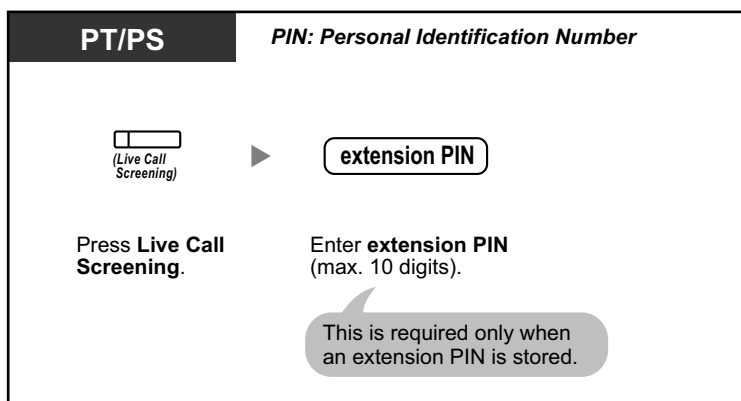 PT/PS
PIN: Personal Identification Number
(Live Call
Screening)
extension PIN
Press Live Call
Screening.
Enter extension PIN
(max. 10 digits).
This is required only when
an extension PIN is stored.